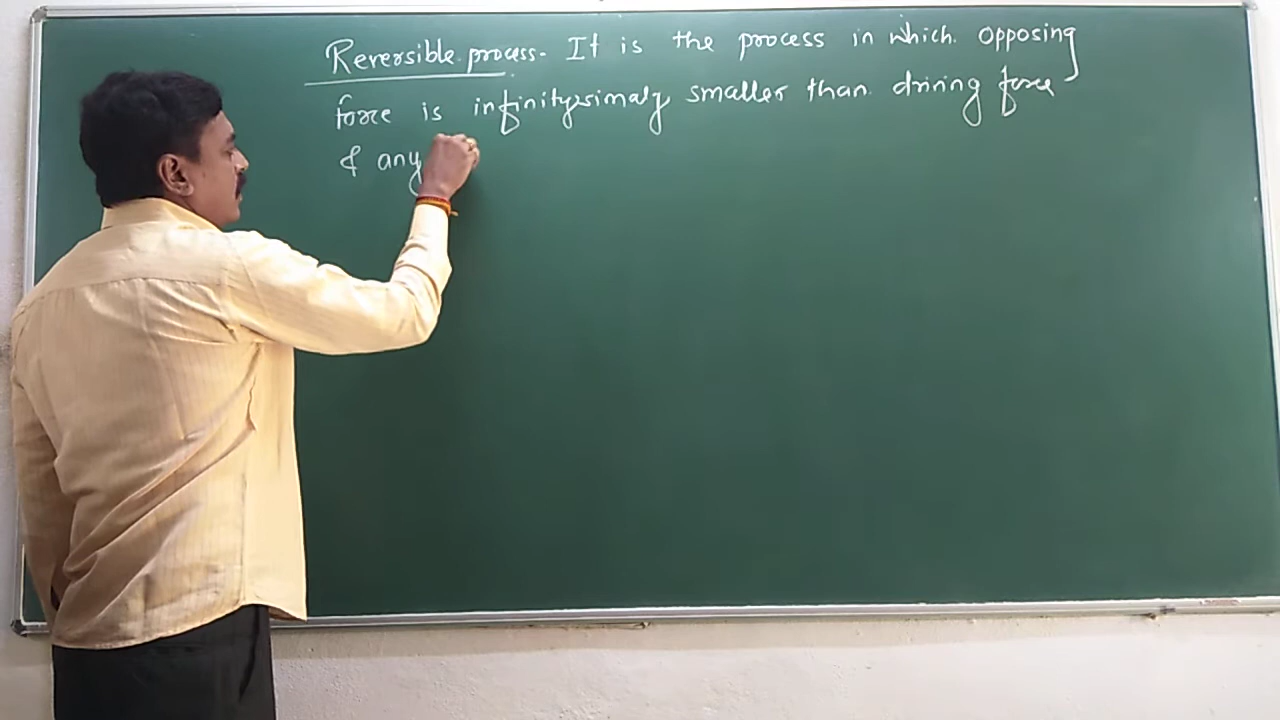 Reversible process- It is the process in which opposing
force is infinitysimaly smaller than driving force
& any